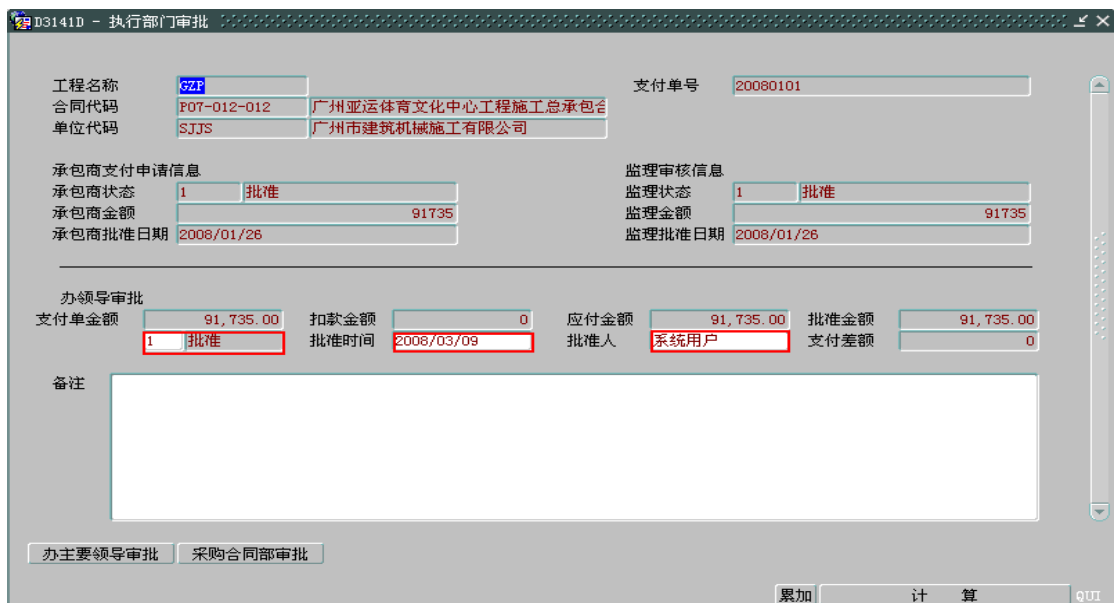 D3141D - 执行部门审批
工程名称 GZP 支付单号 20080101
合同代码 P07-012-012 广州亚运体育文化中心工程施工总承包合
单位代码 SJJS 广州市建筑机械施工有限公司
承包商支付申请信息 监理审核信息
承包商状态 1 批准 监理状态 1 批准
承包商金额 91735 监理金额 91735
承包商批准日期 2008/01/26 监理批准日期 2008/01/26
办领导审批
支付单金额 91,735.00 扣款金额 0 应付金额 91,735.00 批准金额 91,735.00
1 批准 批准时间 2008/03/09 批准人 系统用户 支付差额 0
备注
办主要领导审批 采购合同部审批
累加 计 算 QUI